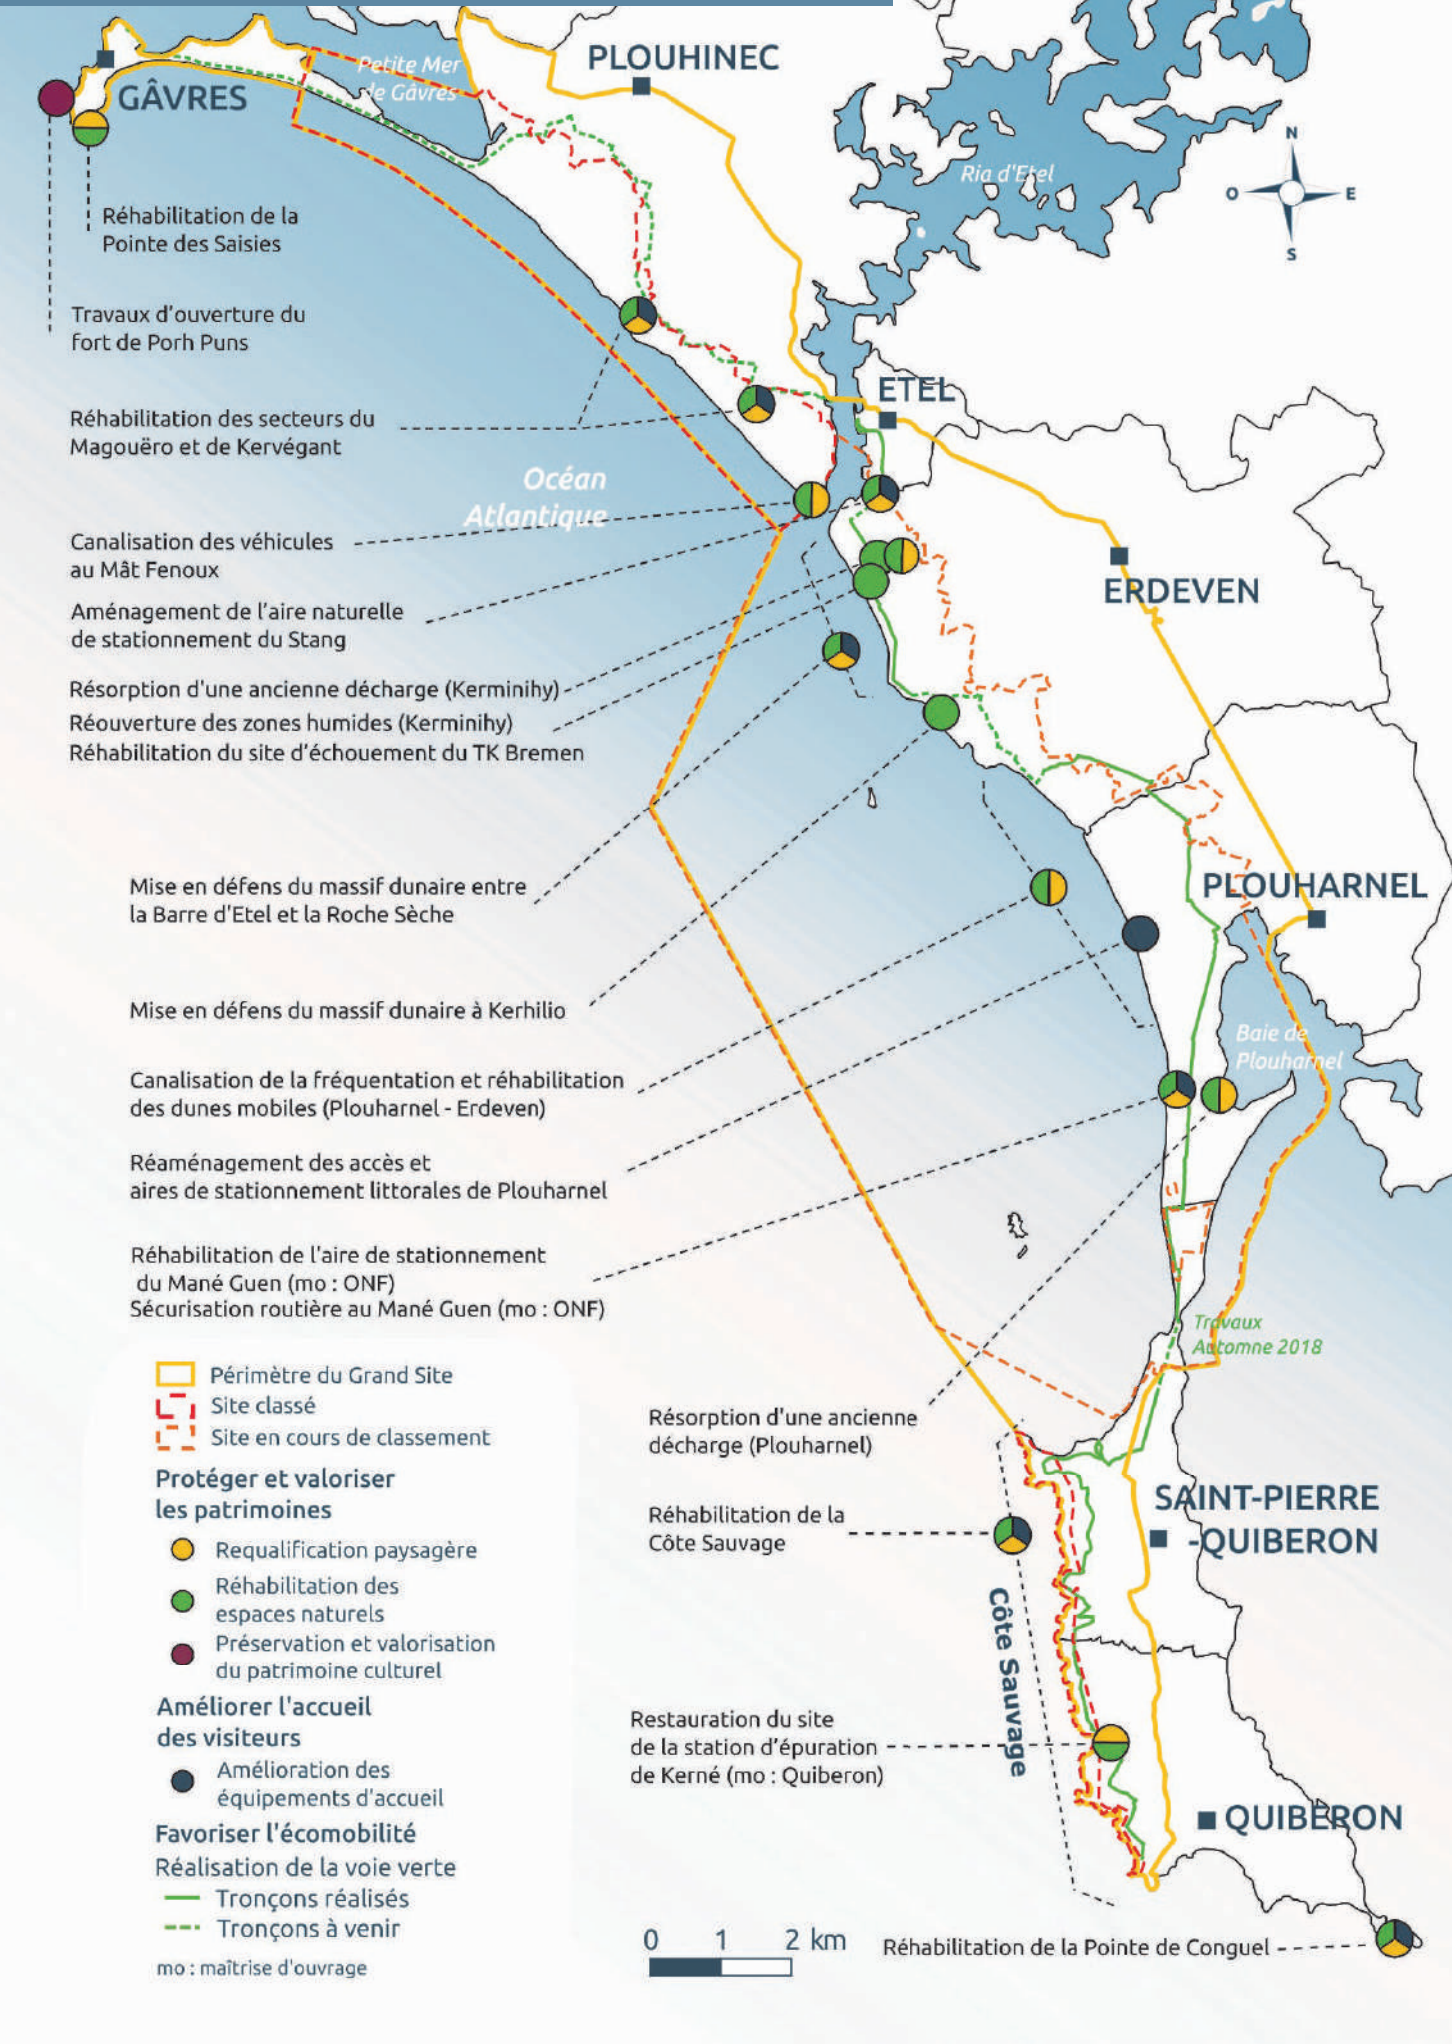 PLOUHINEC
Petite Mer
de Gâvres
GÂVRES
Ria d'Etel
N
O
E
S
Réhabilitation de la
Pointe des Saisies
Travaux d’ouverture du
fort de Porh Puns
ETEL
Réhabilitation des secteurs du
Magouëro et de Kervégant
Océan
Atlantique
Canalisation des véhicules
au Mât Fenoux
ERDEVEN
Aménagement de l’aire naturelle
de stationnement du Stang
Résorption d'une ancienne décharge (Kerminihy)
Réouverture des zones humides (Kerminihy)
Réhabilitation du site d’échouement du TK Bremen
Mise en défens du massif dunaire entre
la Barre d'Etel et la Roche Sèche
PLOUHARNEL
Mise en défens du massif dunaire à Kerhilio
Baie de
Plouharnel
Canalisation de la fréquentation et réhabilitation
des dunes mobiles (Plouharnel - Erdeven)
Réaménagement des accès et
aires de stationnement littorales de Plouharnel
Réhabilitation de l'aire de stationnement
du Mané Guen (mo : ONF)
Sécurisation routière au Mané Guen (mo : ONF)
Travaux
Automne 2018
Résorption d'une ancienne
décharge (Plouharnel)
Réhabilitation de la
Côte Sauvage
SAINT-PIERRE
-QUIBERON
Côte Sauvage
Restauration du site
de la station d’épuration
de Kerné (mo : Quiberon)
QUIBERON
Réhabilitation de la Pointe de Conguel
Périmètre du Grand Site
Site classé
Site en cours de classement
Protéger et valoriser
les patrimoines
Requalification paysagère
Réhabilitation des
espaces naturels
Préservation et valorisation
du patrimoine culturel
Améliorer l'accueil
des visiteurs
Amélioration des
équipements d'accueil
Favoriser l'écomobilité
Réalisation de la voie verte
Tronçons réalisés
Tronçons à venir
mo : maîtrise d'ouvrage
0 1 2 km